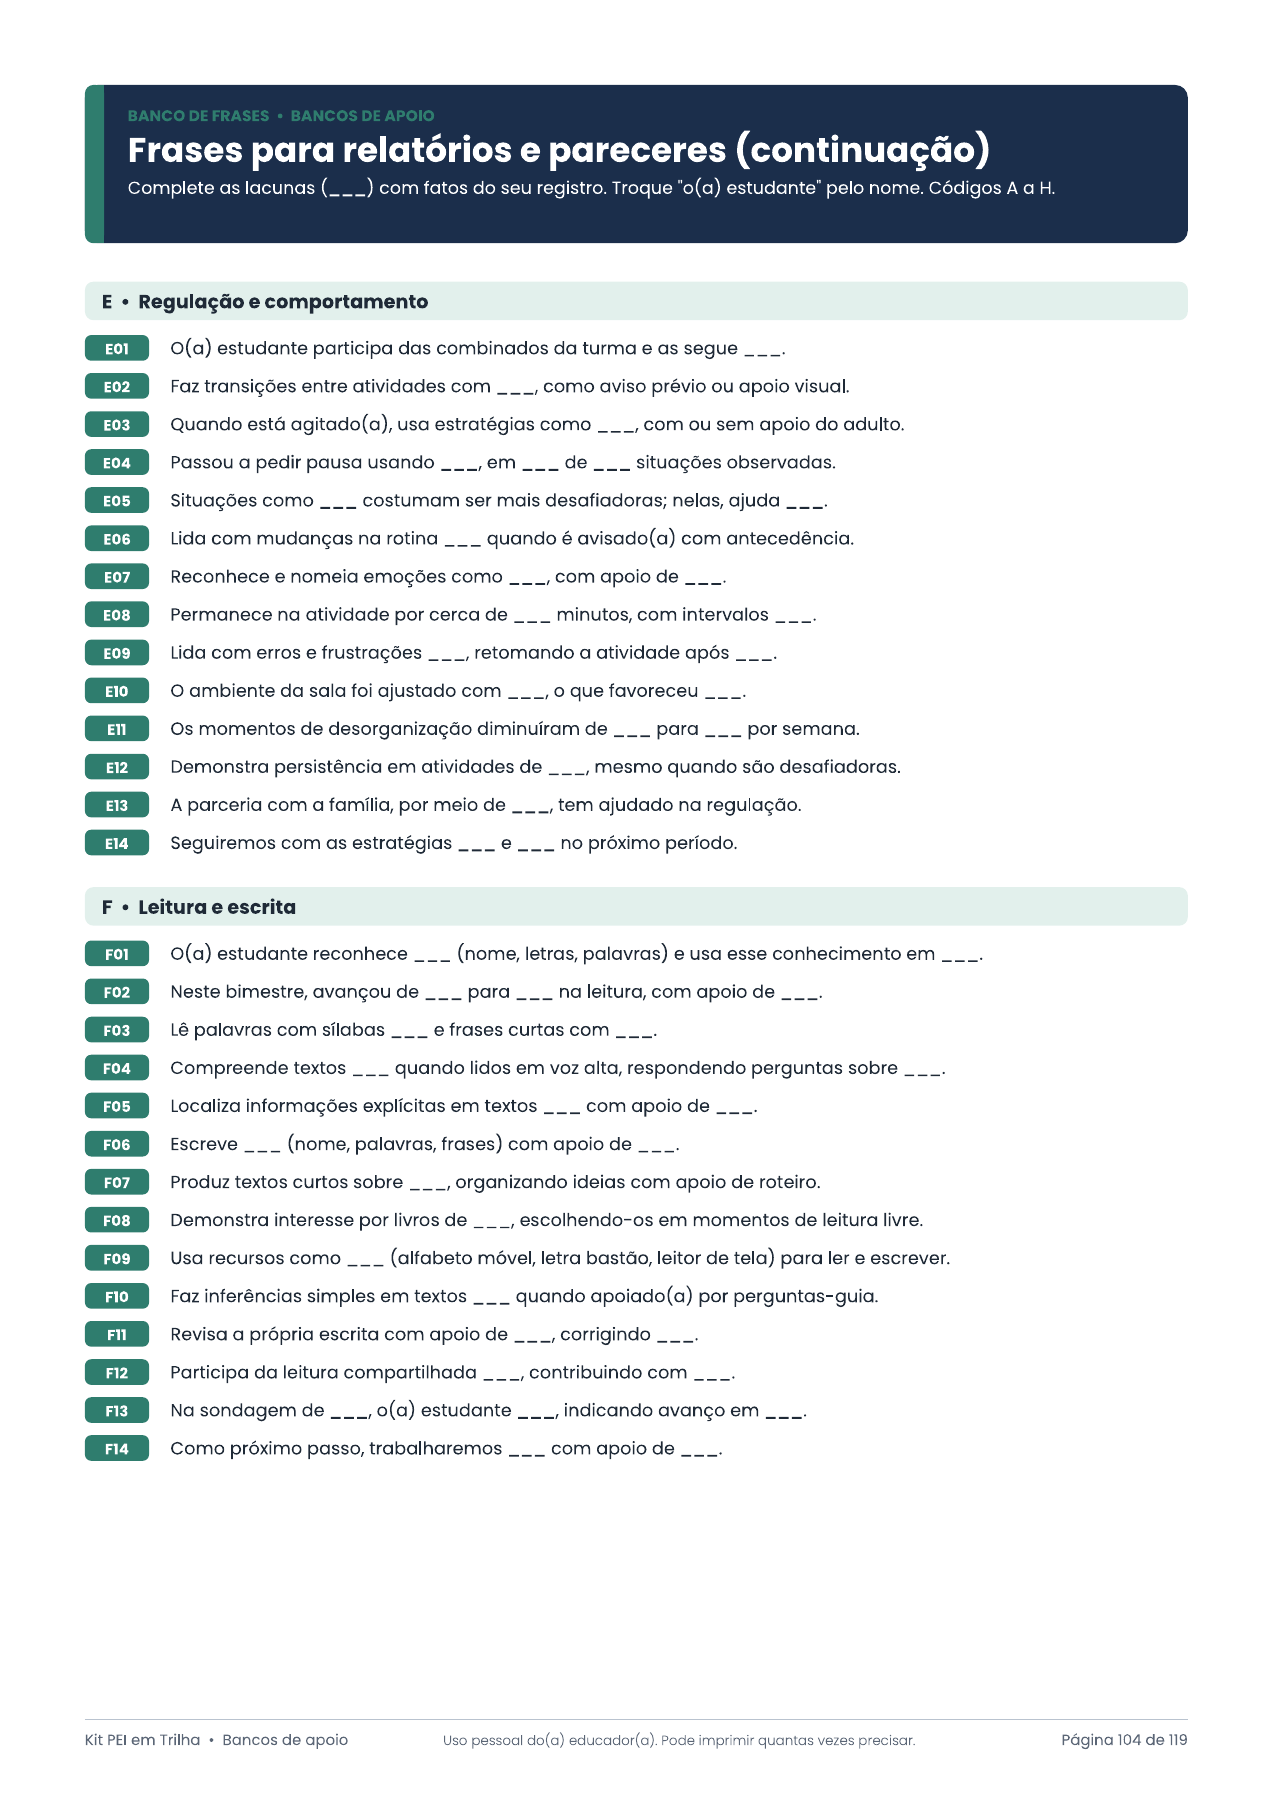 BANCO DE FRASES • BANCOS DE APOIO
Frases para relatórios e pareceres (continuação)
Complete as lacunas (___) com fatos do seu registro. Troque "o(a) estudante" pelo nome. Códigos A a H.
E • Regulação e comportamento
E01 O(a) estudante participa das combinados da turma e as segue ___.
E02 Faz transições entre atividades com ___, como aviso prévio ou apoio visual.
E03 Quando está agitado(a), usa estratégias como ___, com ou sem apoio do adulto.
E04 Passou a pedir pausa usando ___, em ___ de ___ situações observadas.
E05 Situações como ___ costumam ser mais desafiadoras; nelas, ajuda ___.
E06 Lida com mudanças na rotina ___ quando é avisado(a) com antecedência.
E07 Reconhece e nomeia emoções como ___, com apoio de ___.
E08 Permanece na atividade por cerca de ___ minutos, com intervalos ___.
E09 Lida com erros e frustrações ___, retomando a atividade após ___.
E10 O ambiente da sala foi ajustado com ___, o que favoreceu ___.
E11 Os momentos de desorganização diminuíram de ___ para ___ por semana.
E12 Demonstra persistência em atividades de ___, mesmo quando são desafiadoras.
E13 A parceria com a família, por meio de ___, tem ajudado na regulação.
E14 Seguiremos com as estratégias ___ e ___ no próximo período.
F • Leitura e escrita
F01 O(a) estudante reconhece ___ (nome, letras, palavras) e usa esse conhecimento em ___.
F02 Neste bimestre, avançou de ___ para ___ na leitura, com apoio de ___.
F03 Lê palavras com sílabas ___ e frases curtas com ___.
F04 Compreende textos ___ quando lidos em voz alta, respondendo perguntas sobre ___.
F05 Localiza informações explícitas em textos ___ com apoio de ___.
F06 Escreve ___ (nome, palavras, frases) com apoio de ___.
F07 Produz textos curtos sobre ___, organizando ideias com apoio de roteiro.
F08 Demonstra interesse por livros de ___, escolhendo-os em momentos de leitura livre.
F09 Usa recursos como ___ (alfabeto móvel, letra bastão, leitor de tela) para ler e escrever.
F10 Faz inferências simples em textos ___ quando apoiado(a) por perguntas-guia.
F11 Revisa a própria escrita com apoio de ___, corrigindo ___.
F12 Participa da leitura compartilhada ___, contribuindo com ___.
F13 Na sondagem de ___, o(a) estudante ___, indicando avanço em ___.
F14 Como próximo passo, trabalharemos ___ com apoio de ___.
Kit PEI em Trilha • Bancos de apoio Uso pessoal do(a) educador(a). Pode imprimir quantas vezes precisar. Página 104 de 119